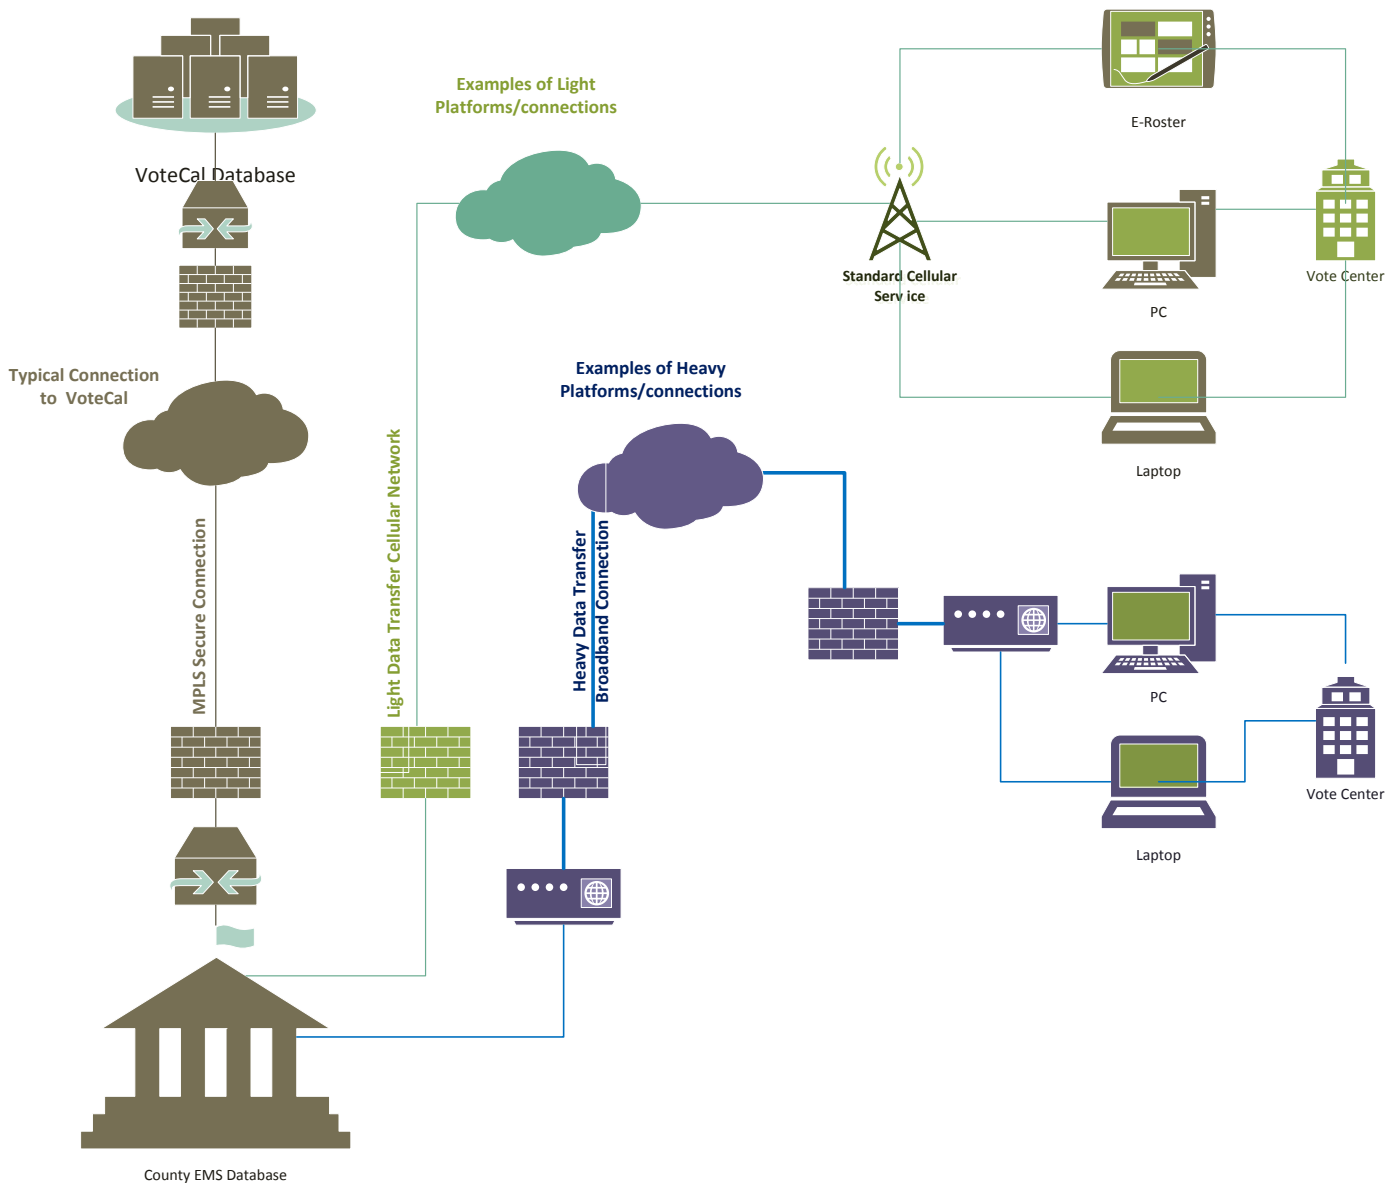 VoteCal Database
Typical Connection
to VoteCal
MPLS Secure Connection
County EMS Database
Examples of Light
Platforms/connections
Light Data Transfer Cellular Network
Standard Cellular
Serv ice
E-Roster
PC
Laptop
Vote Center
Examples of Heavy
Platforms/connections
Heavy Data Transfer
Broadband Connection
PC
Laptop
Vote Center